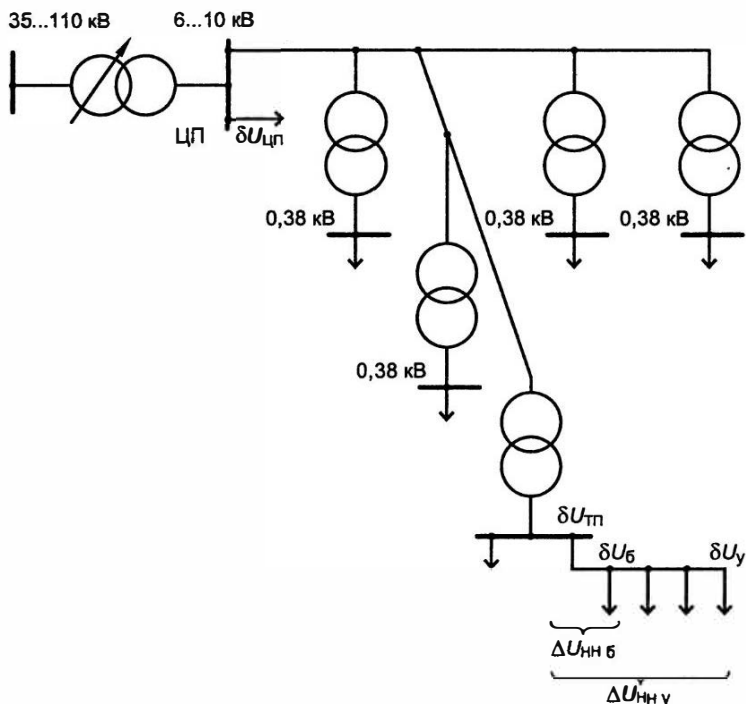 35...110 кВ
6...10 кВ
ЦП
δUЦП
0,38 кВ
0,38 кВ
0,38 кВ
0,38 кВ
δUТП
δUб
δUу
ΔUНН б
ΔUНН у